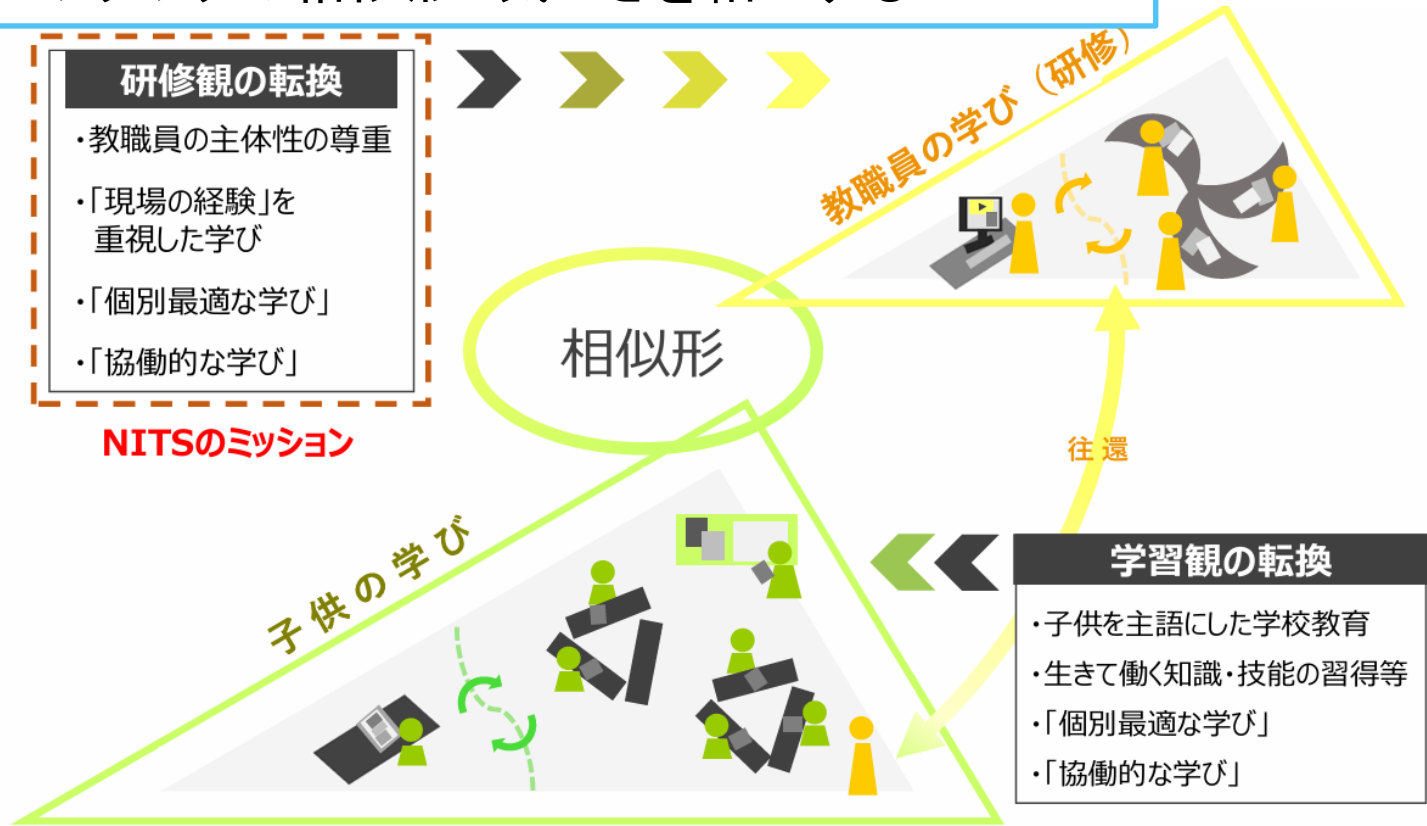 研修観の転換
・教職員の主体性の尊重
・「現場の経験」を
重視した学び
・「個別最適な学び」
・「協働的な学び」
NITSのミッション
教職員の学び（研修）
相似形
往還
子供の学び
学習観の転換
・子供を主語にした学校教育
・生きて働く知識・技能の習得等
・「個別最適な学び」
・「協働的な学び」